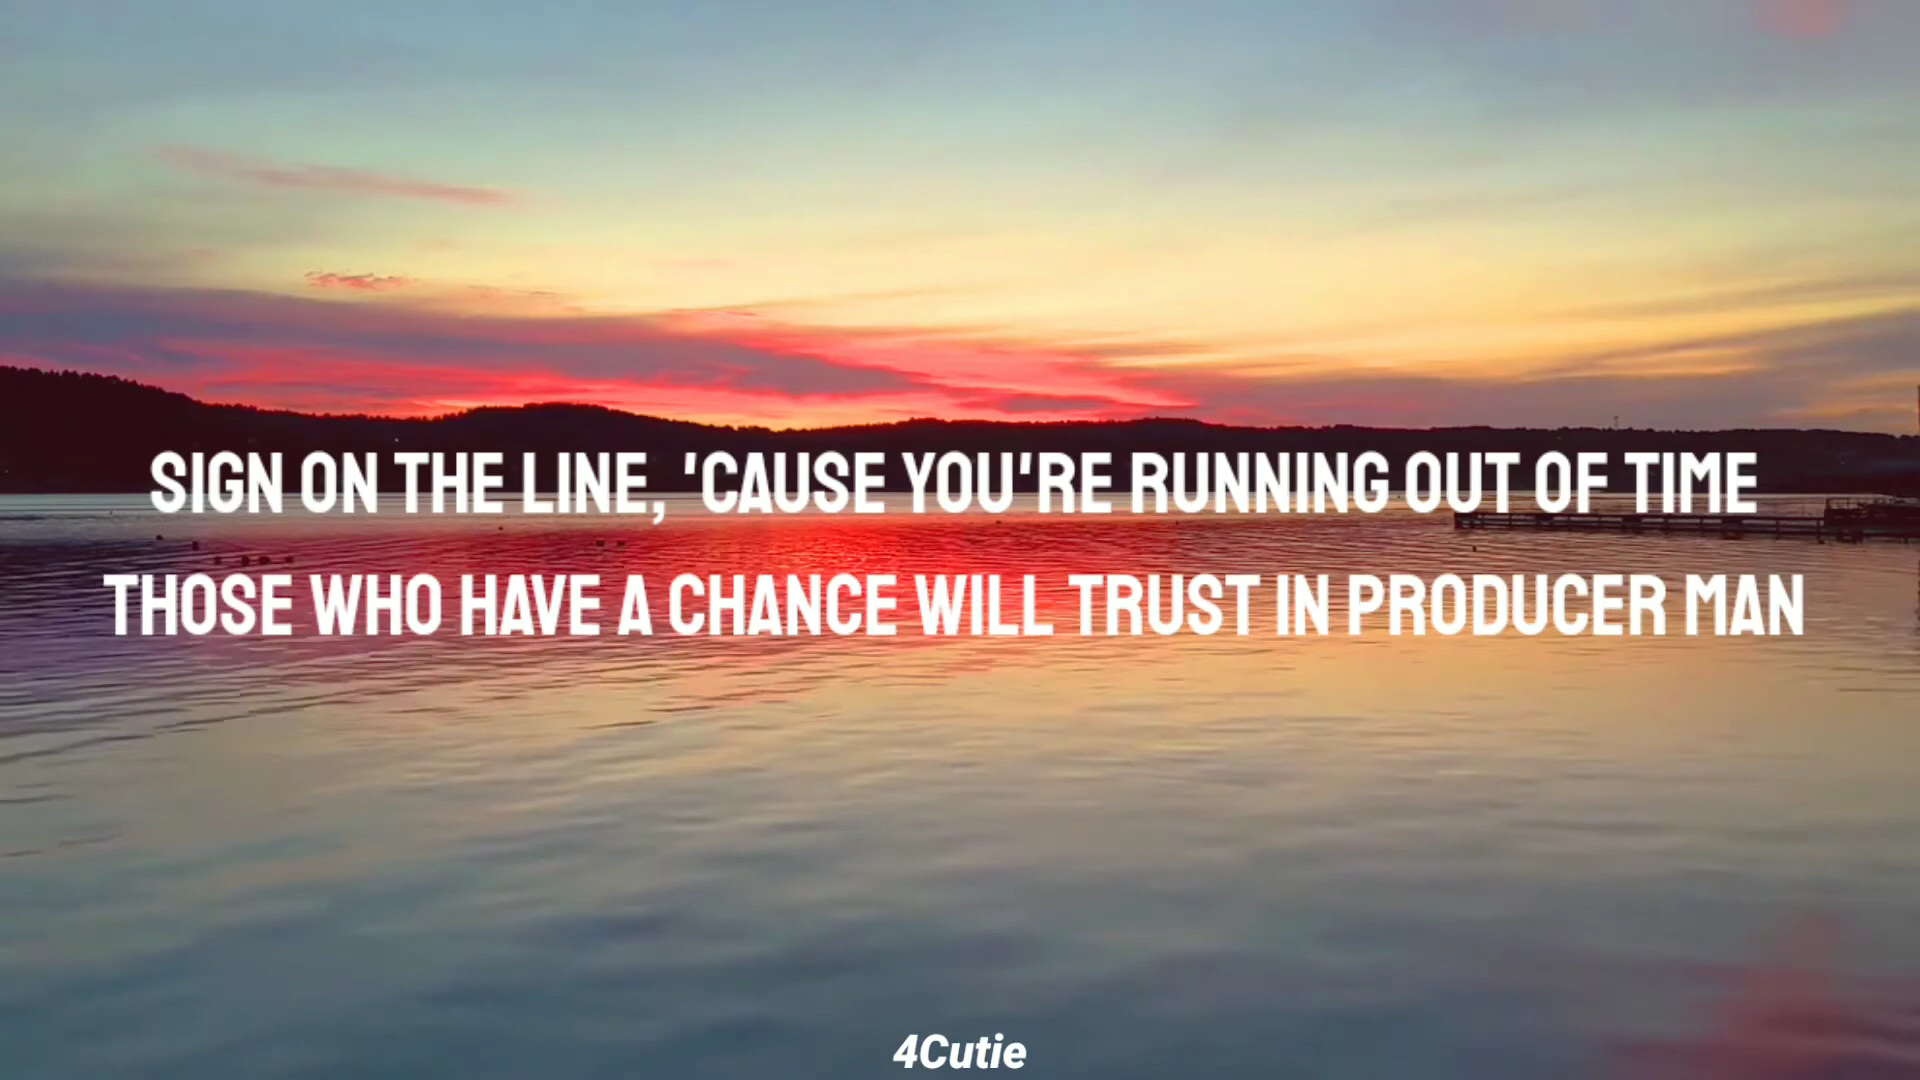 SIGN ON THE LINE, 'CAUSE YOU'RE RUNNING OUT OF TIME
THOSE WHO HAVE A CHANCE WILL TRUST IN PRODUCER MAN
4Cutie